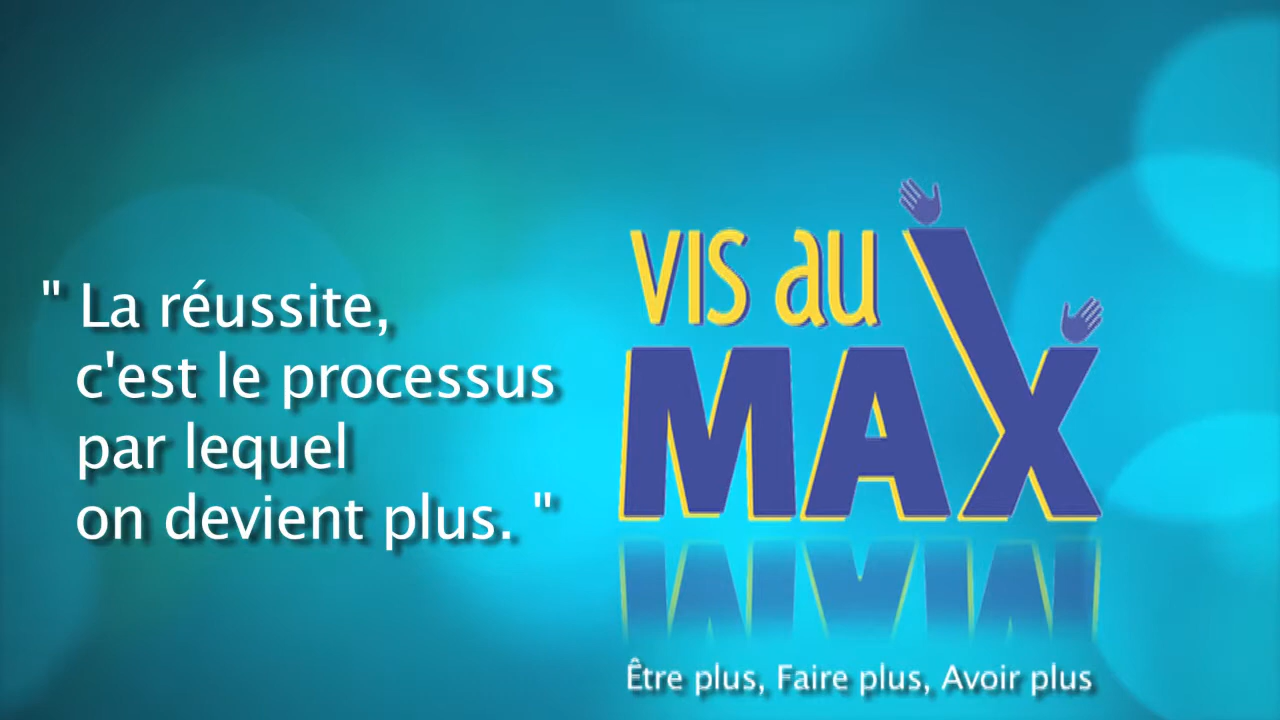 " La réussite,
c'est le processus
par lequel
on devient plus. "
VIS au
MAX
Être plus, Faire plus, Avoir plus